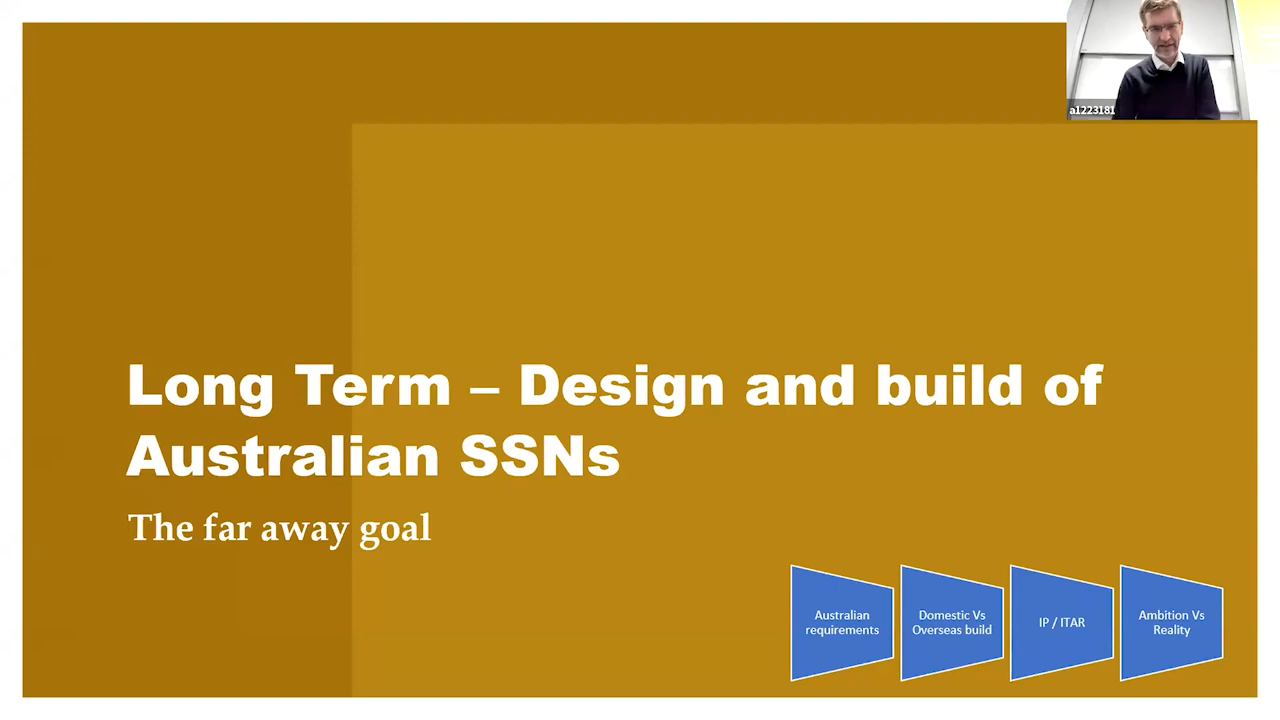 a1223181
Long Term – Design and build of
Australian SSNs
The far away goal
Australian
requirements
Domestic Vs
Overseas build
IP / ITAR
Ambition Vs
Reality